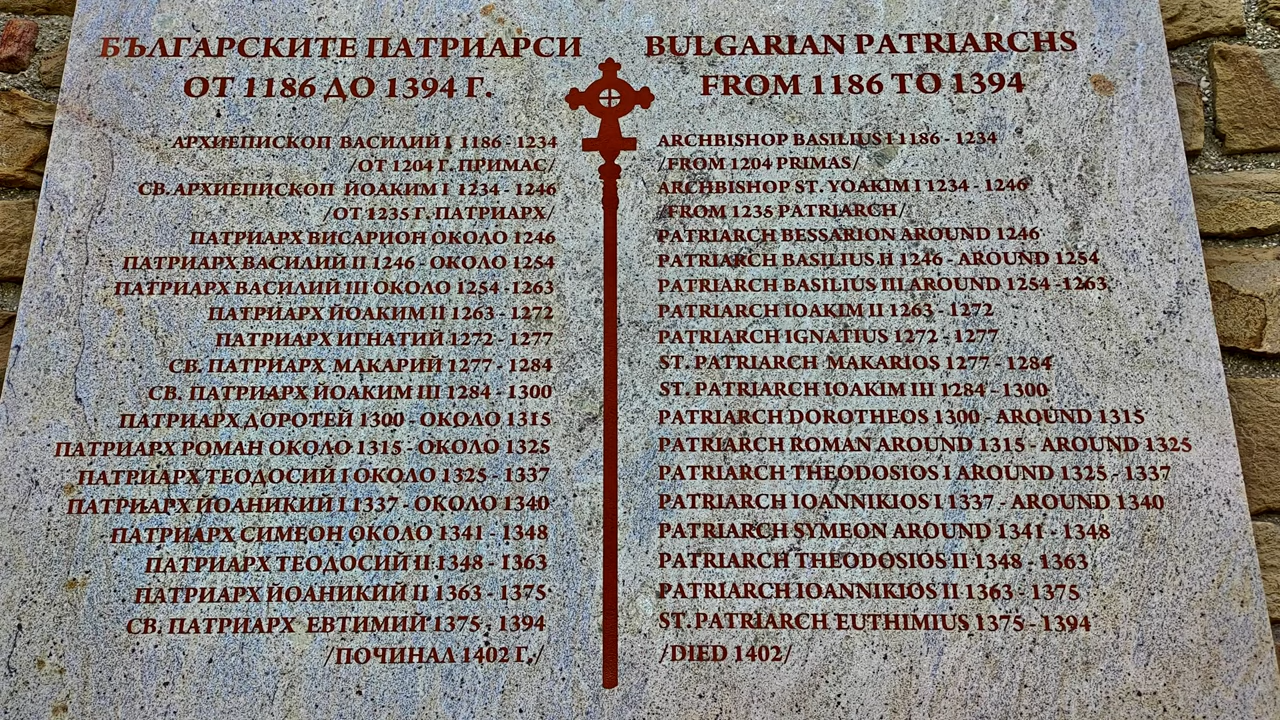 БЪЛГАРСКИТЕ ПАТРИАРСИ
ОТ 1186 ДО 1394 Г.
АРХИЕПИСКОП ВАСИЛИЙ I 1186 - 1234
/ОТ 1204 Г. ПРИМАС/
СВ. АРХИЕПИСКОП ЙОАКИМ I 1234 - 1246
/ОТ 1235 Г. ПАТРИАРХ/
ПАТРИАРХ ВИСАРИОН ОКОЛО 1246
ПАТРИАРХ ВАСИЛИЙ II 1246 - ОКОЛО 1254
ПАТРИАРХ ВАСИЛИЙ III ОКОЛО 1254 - 1263
ПАТРИАРХ ЙОАКИМ II 1263 - 1272
ПАТРИАРХ ИГНАТИЙ 1272 - 1277
СВ. ПАТРИАРХ МАКАРИЙ 1277 - 1284
СВ. ПАТРИАРХ ЙОАКИМ III 1284 - 1300
ПАТРИАРХ ДОРОТЕЙ 1300 - ОКОЛО 1315
ПАТРИАРХ РОМАН ОКОЛО 1315 - ОКОЛО 1325
ПАТРИАРХ ТЕОДОСИЙ I ОКОЛО 1325 - 1337
ПАТРИАРХ ЙОАНИКИЙ I 1337 - ОКОЛО 1340
ПАТРИАРХ СИМЕОН ОКОЛО 1341 - 1348
ПАТРИАРХ ТЕОДОСИЙ II 1348 - 1363
ПАТРИАРХ ЙОАНИКИЙ II 1363 - 1375
СВ. ПАТРИАРХ ЕВТИМИЙ 1375 - 1394
/ПОЧИНАЛ 1402 Г./
BULGARIAN PATRIARCHS
FROM 1186 TO 1394
ARCHBISHOP BASILIUS I 1186 - 1234
/FROM 1204 PRIMAS/
ARCHBISHOP ST. YOAKIM I 1234 - 1246
/FROM 1235 PATRIARCH/
PATRIARCH BESSARION AROUND 1246
PATRIARCH BASILIUS II 1246 - AROUND 1254
PATRIARCH BASILIUS III AROUND 1254 -1263
PATRIARCH IOAKIM II 1263 - 1272
PATRIARCH IGNATIUS 1272 - 1277
ST. PATRIARCH MAKARIOS 1277 - 1284
ST. PATRIARCH IOAKIM III 1284 - 1300
PATRIARCH DOROTHEOS 1300 - AROUND 1315
PATRIARCH ROMAN AROUND 1315 - AROUND 1325
PATRIARCH THEODOSIOS I AROUND 1325 - 1337
PATRIARCH IOANNIKIOS I 1337 - AROUND 1340
PATRIARCH SYMEON AROUND 1341 - 1348
PATRIARCH THEODOSIOS II 1348 - 1363
PATRIARCH IOANNIKIOS II 1363 - 1375
ST. PATRIARCH EUTHIMIUS 1375 - 1394
/DIED 1402/